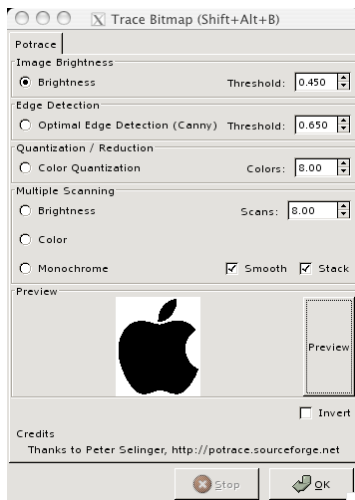 Trace Bitmap (Shift+Alt+B)
Potrace
Image Brightness
Brightness Threshold: 0.450
Edge Detection
Optimal Edge Detection (Canny) Threshold: 0.650
Quantization / Reduction
Color Quantization Colors: 8.00
Multiple Scanning
Brightness Scans: 8.00
Color
Monochrome Smooth Stack
Preview
Preview
Invert
Credits
Thanks to Peter Selinger, http://potrace.sourceforge.net
Stop OK